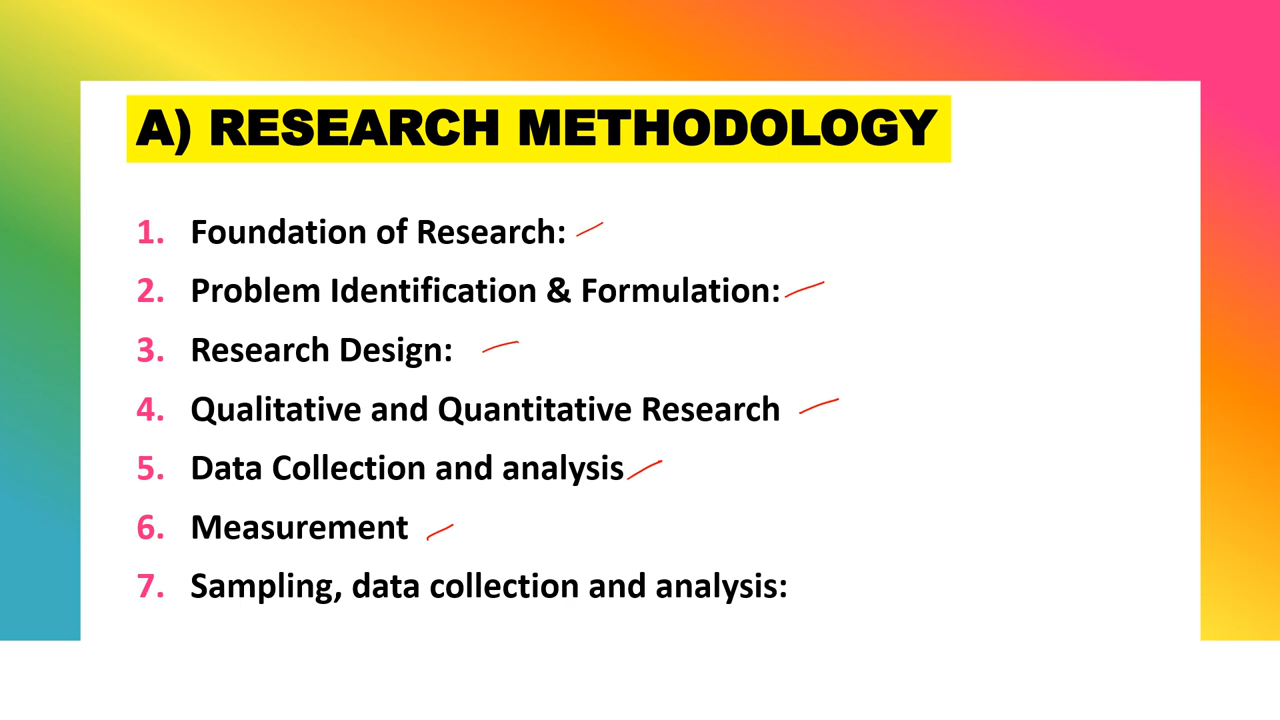 A) RESEARCH METHODOLOGY
1. Foundation of Research:
2. Problem Identification & Formulation:
3. Research Design:
4. Qualitative and Quantitative Research
5. Data Collection and analysis
6. Measurement
7. Sampling, data collection and analysis: